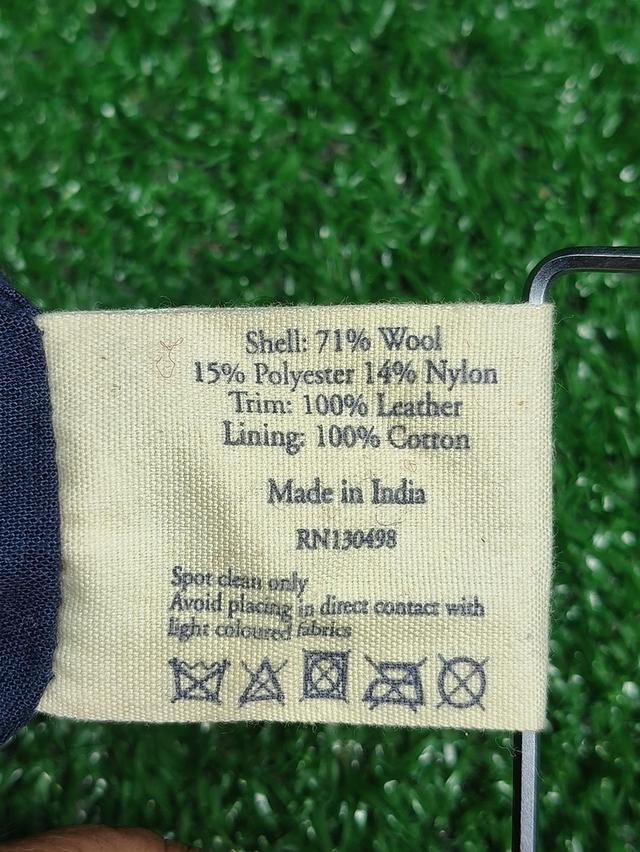 Shell: 71% Wool
15% Polyester 14% Nylon
Trim: 100% Leather
Lining: 100% Cotton
Made in India
RN130498
Spot clean only
Avoid placing in direct contact with
light coloured fabrics